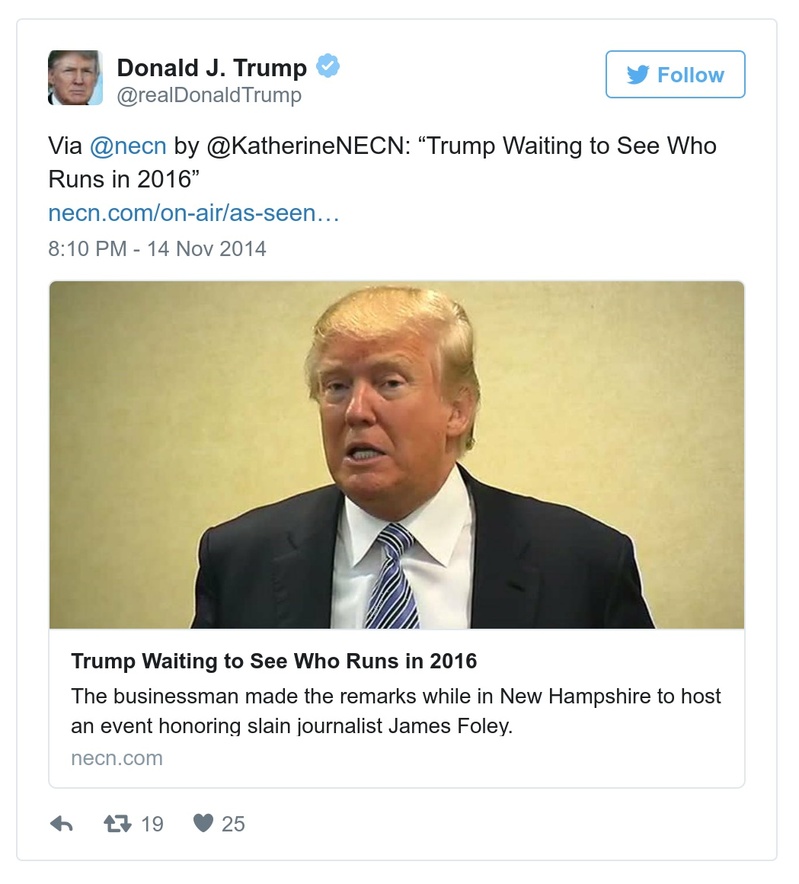 Donald J. Trump
@realDonaldTrump
Follow
Via @necn by @KatherineNECN: “Trump Waiting to See Who
Runs in 2016”
necn.com/on-air/as-seen…
8:10 PM - 14 Nov 2014
Trump Waiting to See Who Runs in 2016
The businessman made the remarks while in New Hampshire to host
an event honoring slain journalist James Foley.
necn.com
19 25